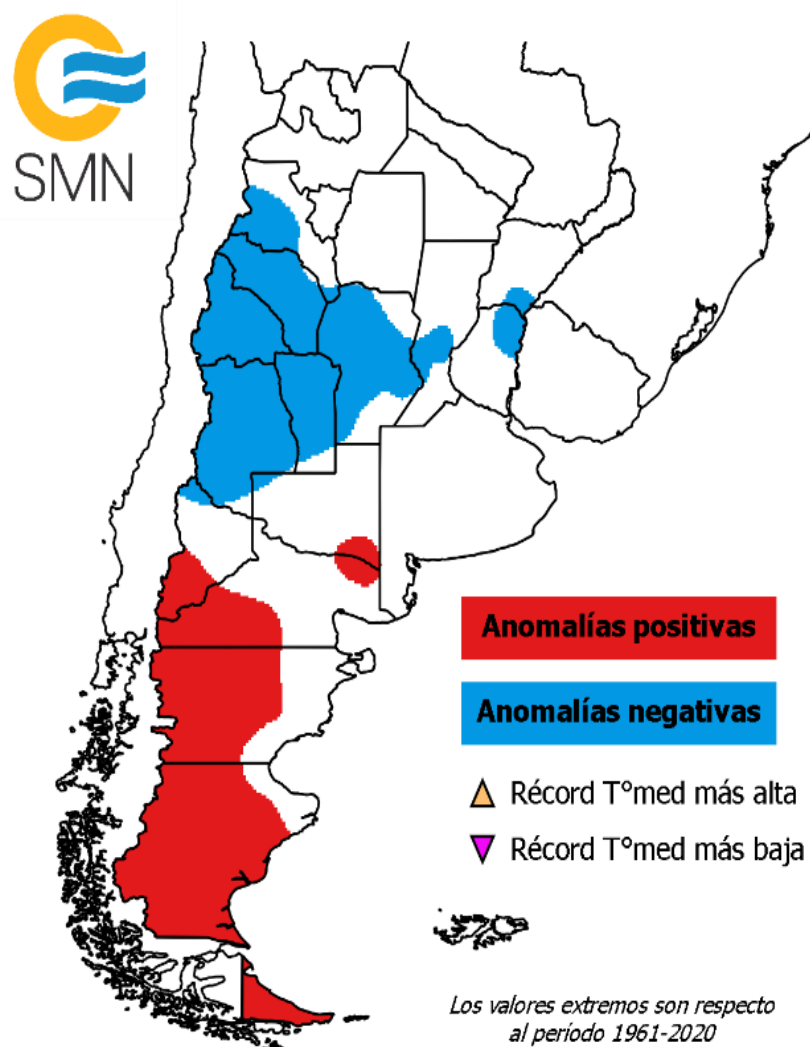 SMN
Anomalías positivas
Anomalías negativas
Récord T°med más alta
Récord T°med más baja
Los valores extremos son respecto
al período 1961-2020